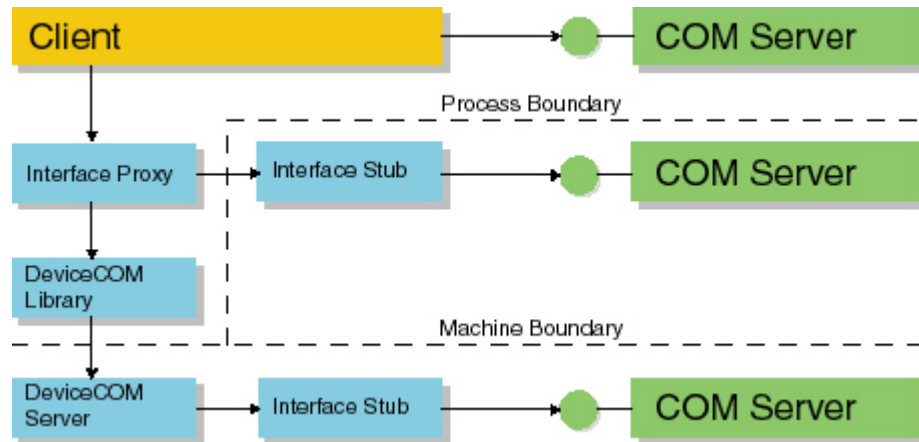 Client
COM Server
Process Boundary
Interface Proxy
Interface Stub
COM Server
DeviceCOM
Library
Machine Boundary
DeviceCOM
Server
Interface Stub
COM Server